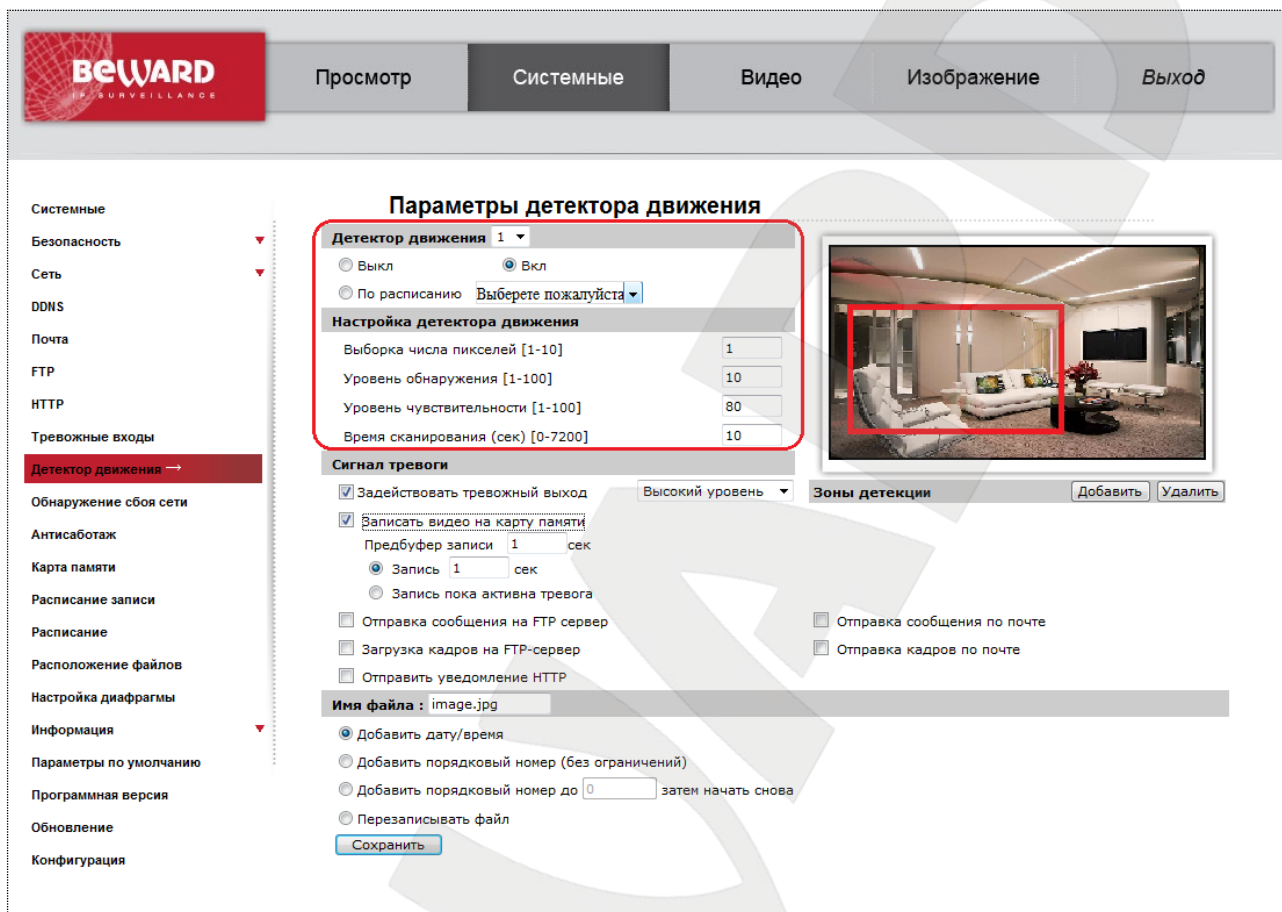 BEWARD
IP SURVEILLANCE
Просмотр
Системные
Видео
Изображение
Выход
Системные
Безопасность
Сеть
DDNS
Почта
FTP
HTTP
Тревожные входы
Детектор движения →
Обнаружение сбоя сети
Антисаботаж
Карта памяти
Расписание записи
Расписание
Расположение файлов
Настройка диафрагмы
Информация
Параметры по умолчанию
Программная версия
Обновление
Конфигурация
Параметры детектора движения
Детектор движения 1
Выкл Вкл
По расписанию Выберете пожалуйста
Настройка детектора движения
Выборка числа пикселей [1-10] 1
Уровень обнаружения [1-100] 10
Уровень чувствительности [1-100] 80
Время сканирования (сек) [0-7200] 10
Сигнал тревоги
Задействовать тревожный выход Высокий уровень
Зоны детекции Добавить Удалить
Записать видео на карту памяти
Предбуфер записи 1 сек
Запись 1 сек
Запись пока активна тревога
Отправка сообщения на FTP сервер Отправка сообщения по почте
Загрузка кадров на FTP-сервер Отправка кадров по почте
Отправить уведомление HTTP
Имя файла : image.jpg
Добавить дату/время
Добавить порядковый номер (без ограничений)
Добавить порядковый номер до 0 затем начать снова
Перезаписывать файл
Сохранить